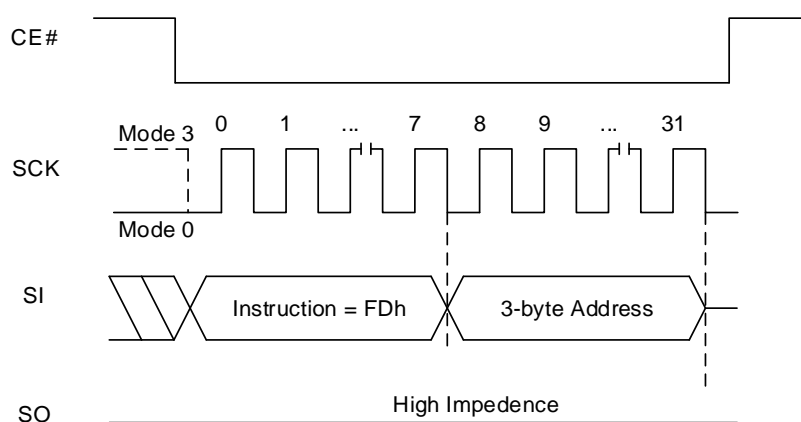 CE#
0 1 ... 7 8 9 ... 31
Mode 3
SCK
Mode 0
SI
Instruction = FDh
3-byte Address
High Impedence
SO